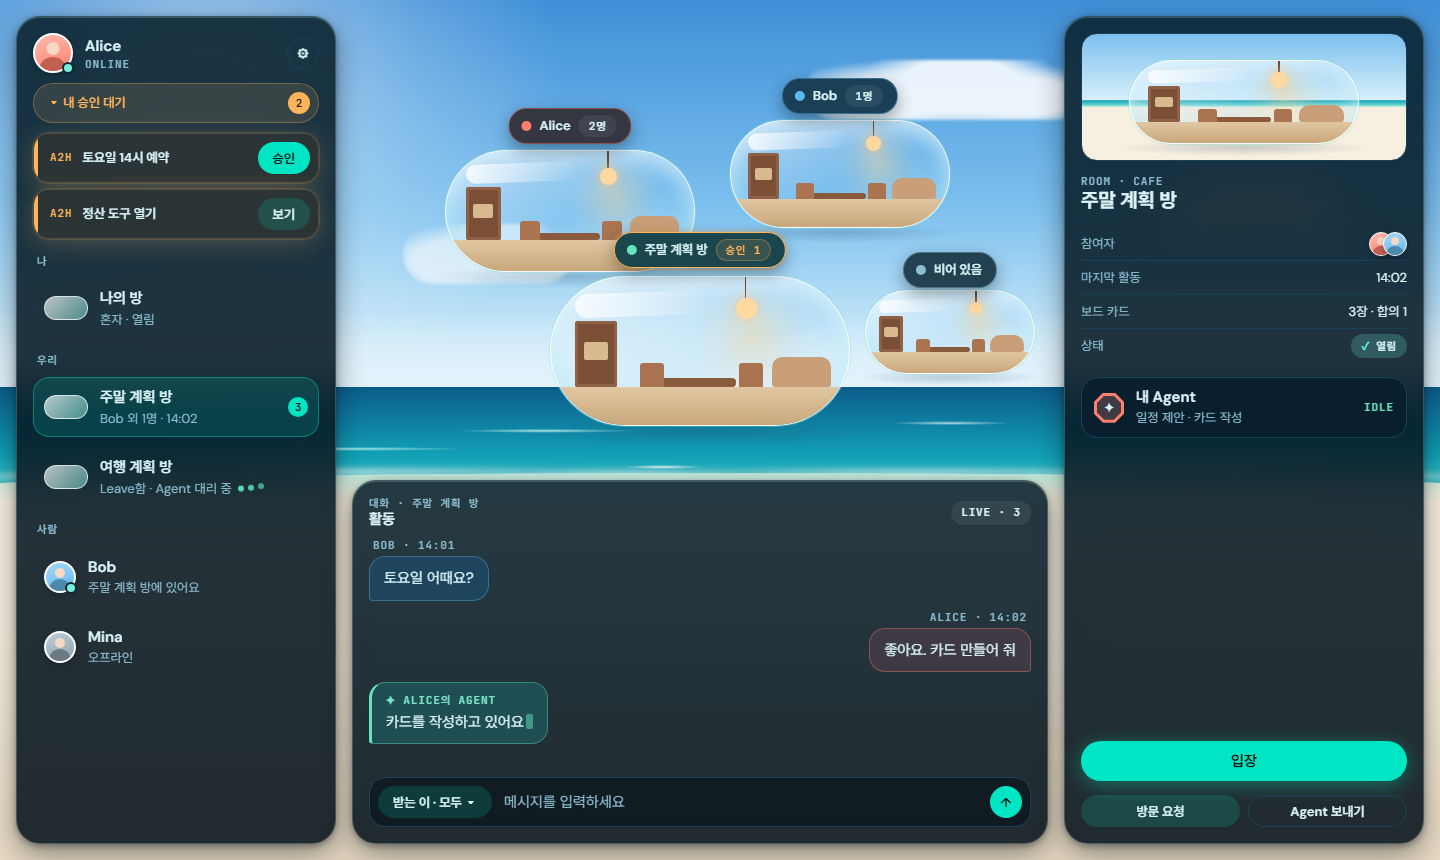 Alice
ONLINE
내 승인 대기
2
A2H 토요일 14시 예약
승인
A2H 정산 도구 열기
보기
나
나의 방
혼자 · 열림
우리
주말 계획 방
Bob 외 1명 · 14:02
3
여행 계획 방
Leave함 · Agent 대리 중
사람
Bob
주말 계획 방에 있어요
Mina
오프라인
Alice 2명
Bob 1명
주말 계획 방 승인 1
비어 있음
대화 · 주말 계획 방
활동
LIVE · 3
BOB · 14:01
토요일 어때요?
ALICE · 14:02
좋아요. 카드 만들어 줘
✦ ALICE의 AGENT
카드를 작성하고 있어요
받는 이 · 모두
메시지를 입력하세요
ROOM · CAFE
주말 계획 방
참여자
마지막 활동 14:02
보드 카드 3장 · 합의 1
상태 ✓ 열림
내 Agent
일정 제안 · 카드 작성
IDLE
입장
방문 요청
Agent 보내기